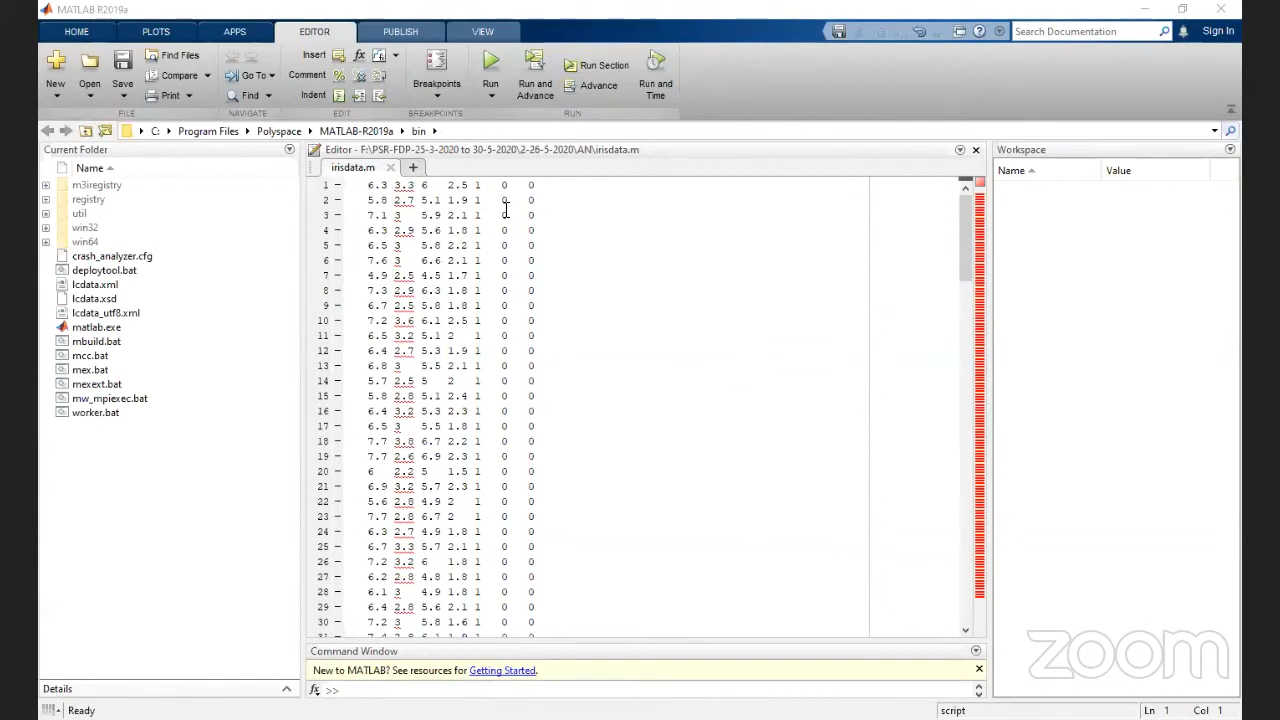 MATLAB R2019a
HOME PLOTS APPS EDITOR PUBLISH VIEW Search Documentation Sign In
New Open Save Find Files Compare Print Insert Comment Indent Go To Find Breakpoints Run Run and Advance Run Section Advance Run and Time
FILE NAVIGATE EDIT BREAKPOINTS RUN
C: Program Files Polyspace MATLAB-R2019a bin
Current Folder
Name
m3iregistry
registry
util
win32
win64
crash_analyzer.cfg
deploytool.bat
lcdata.xml
lcdata.xsd
lcdata_utf8.xml
matlab.exe
mbuild.bat
mcc.bat
mex.bat
mexext.bat
mw_mpiexec.bat
worker.bat
Details
Editor - F:\PSR-FDP-25-3-2020 to 30-5-2020\2-26-5-2020\AN\irisdata.m
irisdata.m
1 - 6.3 3.3 6 2.5 1 0 0
2 - 5.8 2.7 5.1 1.9 1 0 0
3 - 7.1 3 5.9 2.1 1 0 0
4 - 6.3 2.9 5.6 1.8 1 0 0
5 - 6.5 3 5.8 2.2 1 0 0
6 - 7.6 3 6.6 2.1 1 0 0
7 - 4.9 2.5 4.5 1.7 1 0 0
8 - 7.3 2.9 6.3 1.8 1 0 0
9 - 6.7 2.5 5.8 1.8 1 0 0
10 - 7.2 3.6 6.1 2.5 1 0 0
11 - 6.5 3.2 5.1 2 1 0 0
12 - 6.4 2.7 5.3 1.9 1 0 0
13 - 6.8 3 5.5 2.1 1 0 0
14 - 5.7 2.5 5 2 1 0 0
15 - 5.8 2.8 5.1 2.4 1 0 0
16 - 6.4 3.2 5.3 2.3 1 0 0
17 - 6.5 3 5.5 1.8 1 0 0
18 - 7.7 3.8 6.7 2.2 1 0 0
19 - 7.7 2.6 6.9 2.3 1 0 0
20 - 6 2.2 5 1.5 1 0 0
21 - 6.9 3.2 5.7 2.3 1 0 0
22 - 5.6 2.8 4.9 2 1 0 0
23 - 7.7 2.8 6.7 2 1 0 0
24 - 6.3 2.7 4.9 1.8 1 0 0
25 - 6.7 3.3 5.7 2.1 1 0 0
26 - 7.2 3.2 6 1.8 1 0 0
27 - 6.2 2.8 4.8 1.8 1 0 0
28 - 6.1 3 4.9 1.8 1 0 0
29 - 6.4 2.8 5.6 2.1 1 0 0
30 - 7.2 3 5.8 1.6 1 0 0
Command Window
New to MATLAB? See resources for Getting Started.
fx >>
Workspace
Name Value
zoom
Ready script Ln 1 Col 1